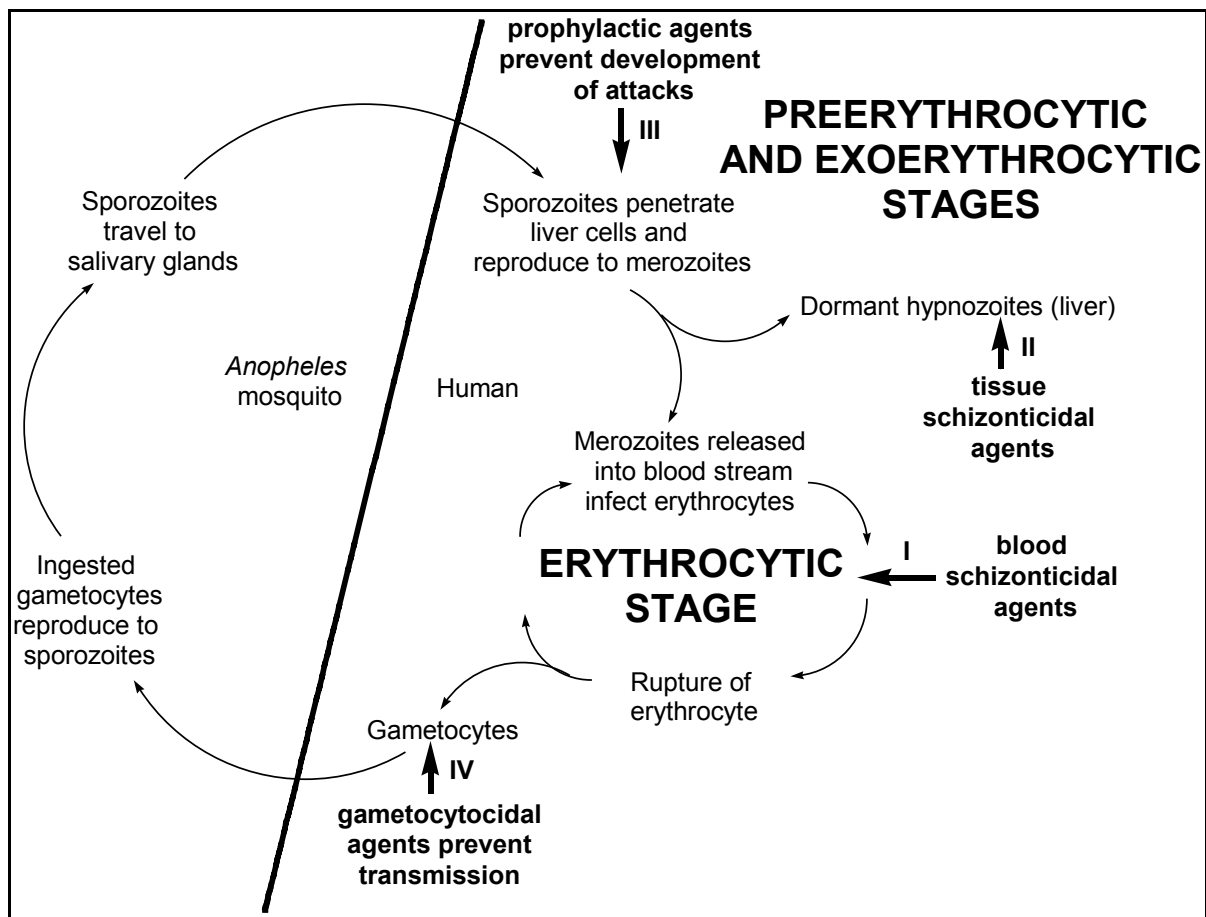 prophylactic agents
prevent development
of attacks
III
PREERYTHROCYTIC
AND EXOERYTHROCYTIC
STAGES
Sporozoites
travel to
salivary glands
Sporozoites penetrate
liver cells and
reproduce to merozoites
Dormant hypnozoites (liver)
II
tissue
schizonticidal
agents
Anopheles
mosquito
Human
Merozoites released
into blood stream
infect erythrocytes
ERYTHROCYTIC
STAGE
I
blood
schizonticidal
agents
Ingested
gametocytes
reproduce to
sporozoites
Rupture of
erythrocyte
Gametocytes
IV
gametocytocidal
agents prevent
transmission